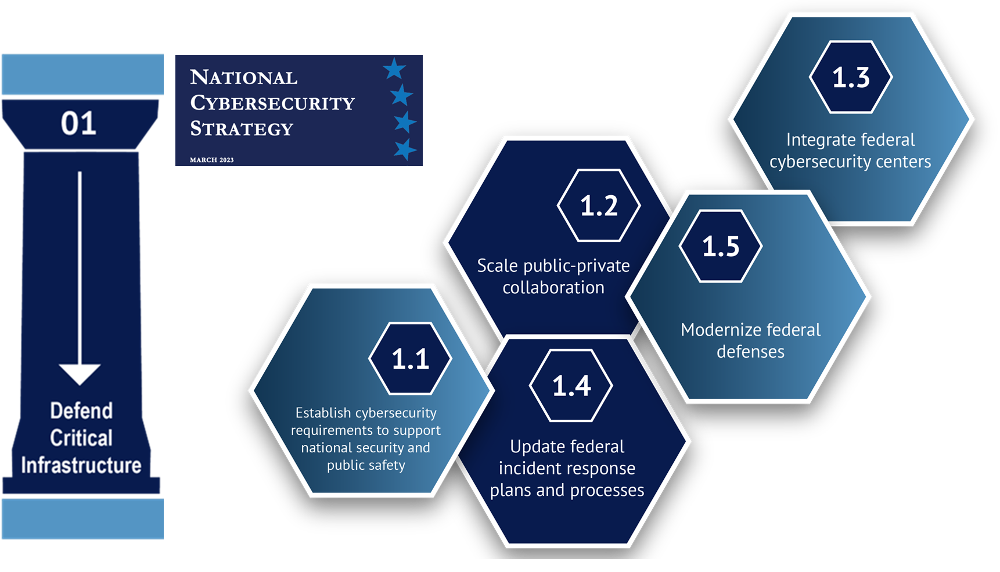 01
Defend
Critical
Infrastructure
NATIONAL
CYBERSECURITY
STRATEGY
MARCH 2023
1.1
Establish cybersecurity
requirements to support
national security and
public safety
1.2
Scale public-private
collaboration
1.3
Integrate federal
cybersecurity centers
1.4
Update federal
incident response
plans and processes
1.5
Modernize federal
defenses